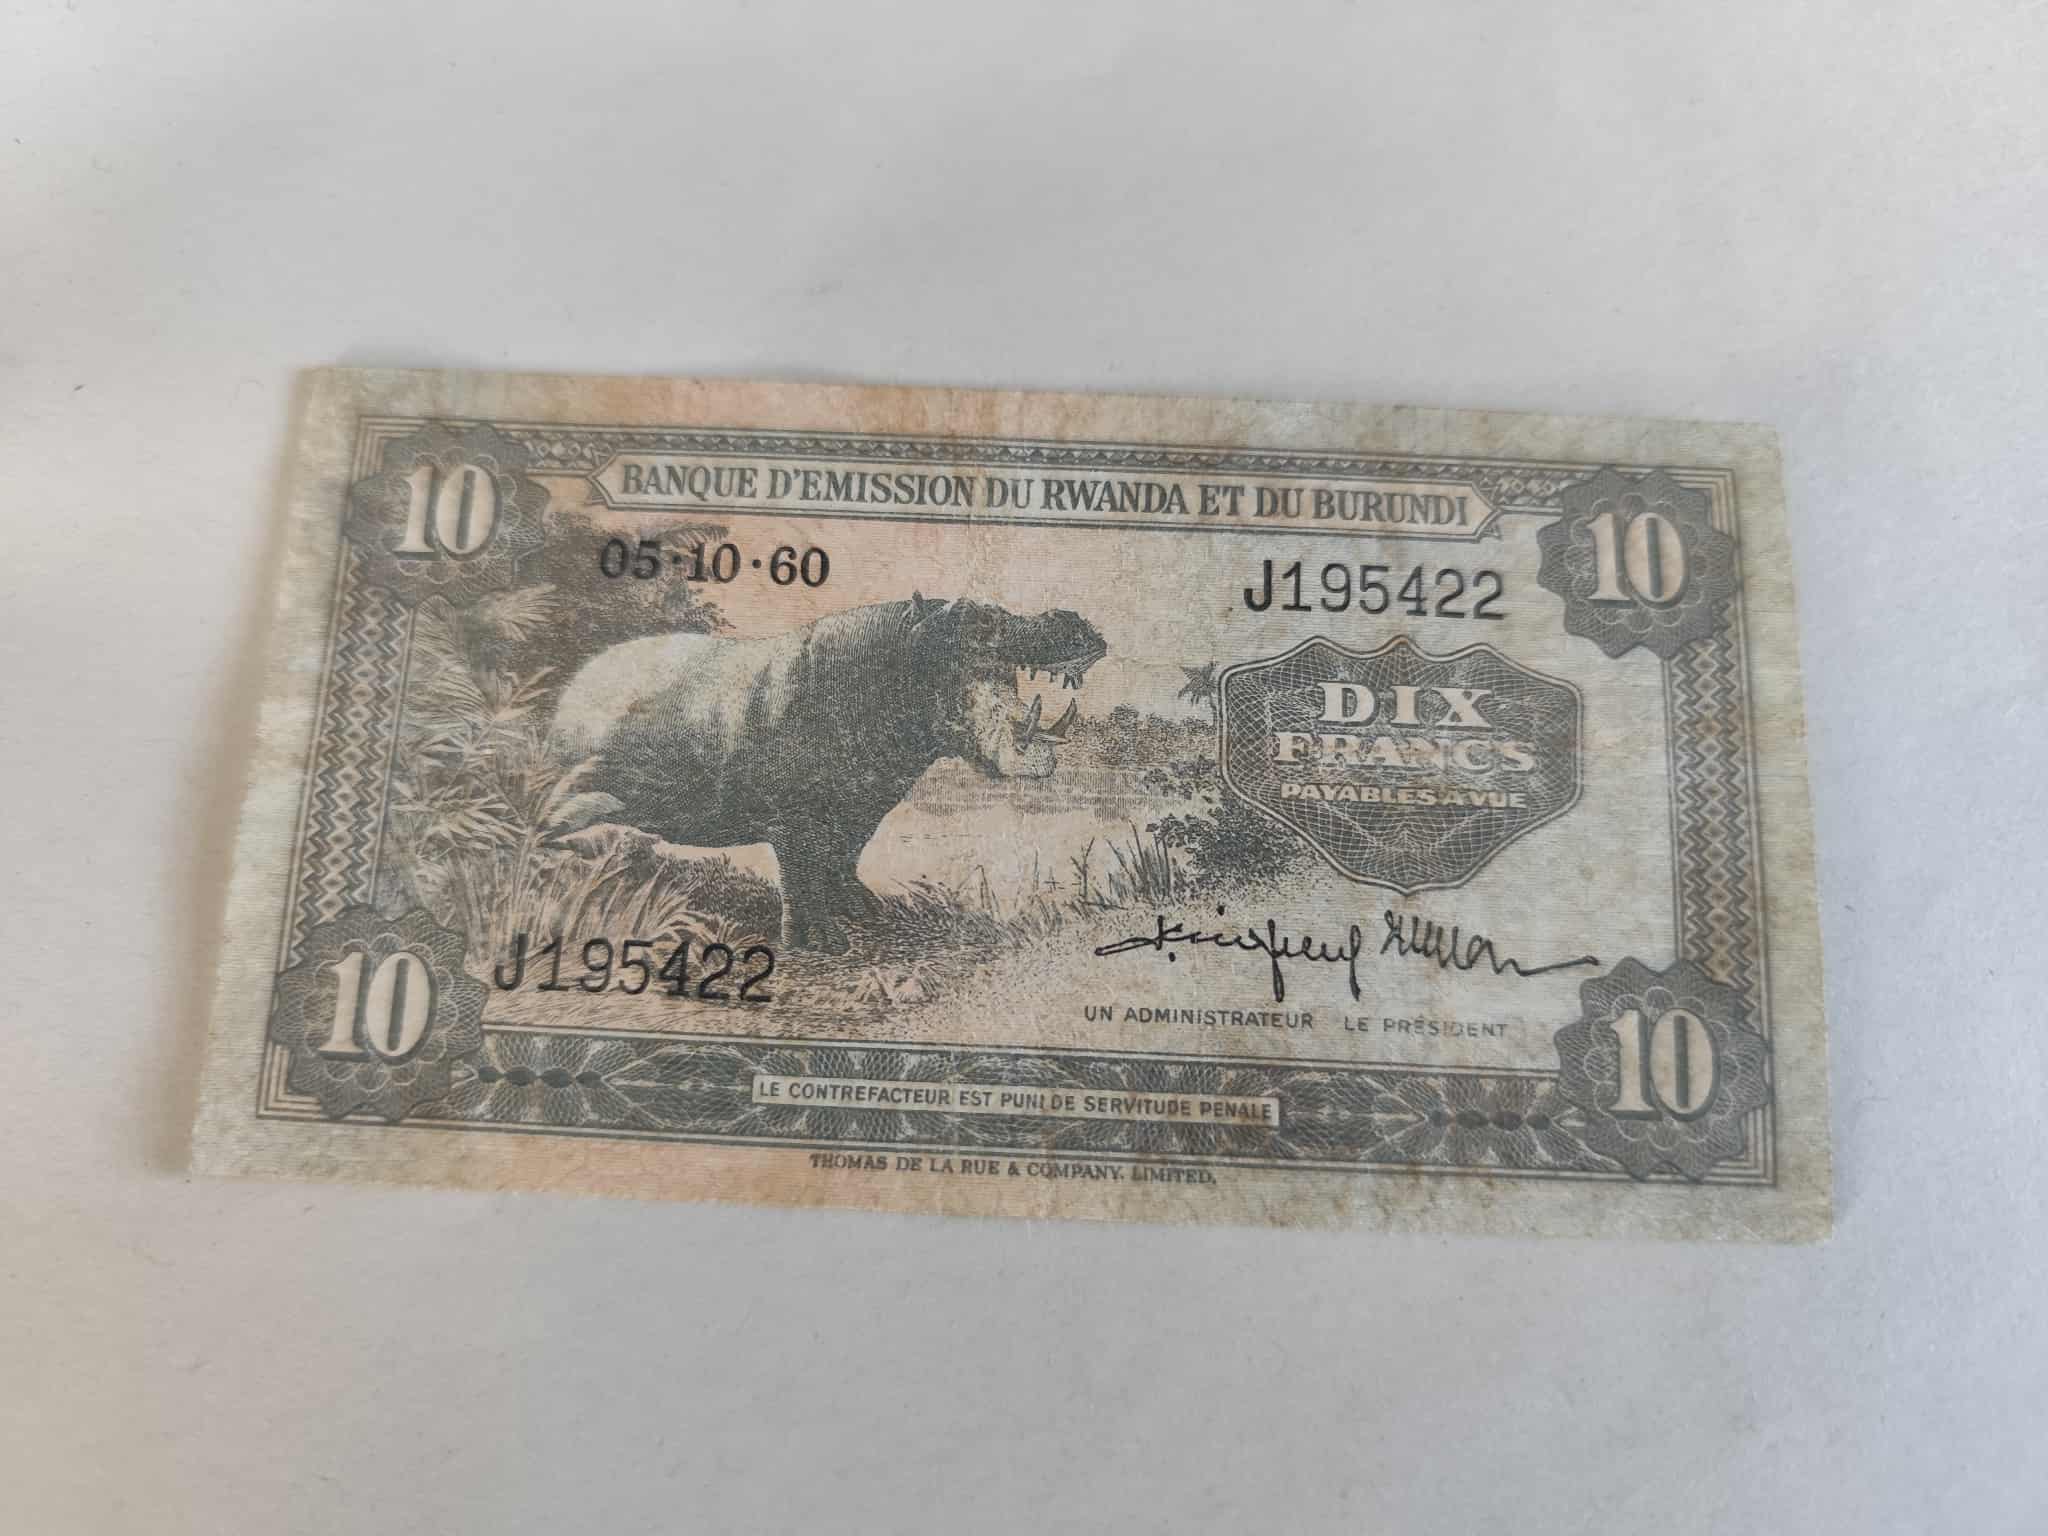 10
BANQUE D'EMISSION DU RWANDA ET DU BURUNDI
10
05·10·60
J195422
DIX
FRANCS
PAYABLES A VUE
J195422
UN ADMINISTRATEUR LE PRÉSIDENT
10
10
LE CONTREFACTEUR EST PUNI DE SERVITUDE PENALE
THOMAS DE LA RUE & COMPANY, LIMITED.